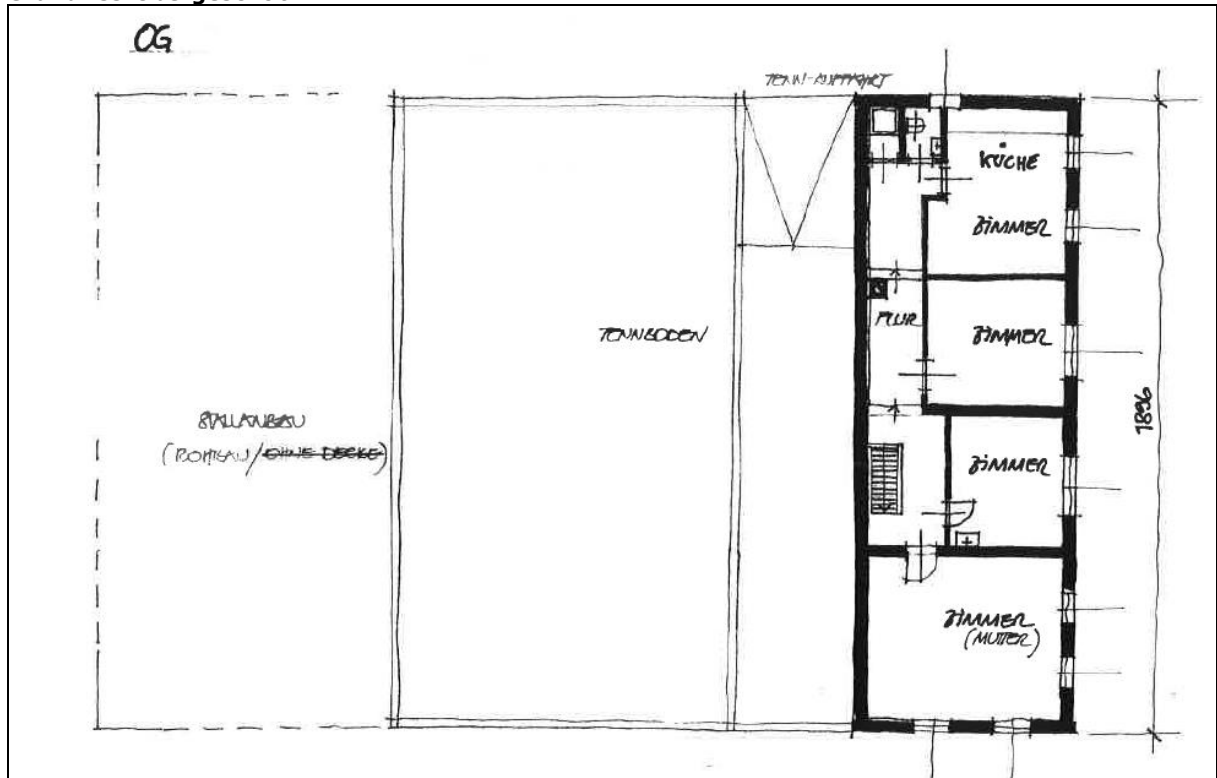 OG
TENN-AUFFAHRT
KÜCHE
ZIMMER
FLUR
ZIMMER
TENNBODEN
1896
STALLANBAU
(ROHBAU/OHNE DECKE)
ZIMMER
ZIMMER
(MUTTER)